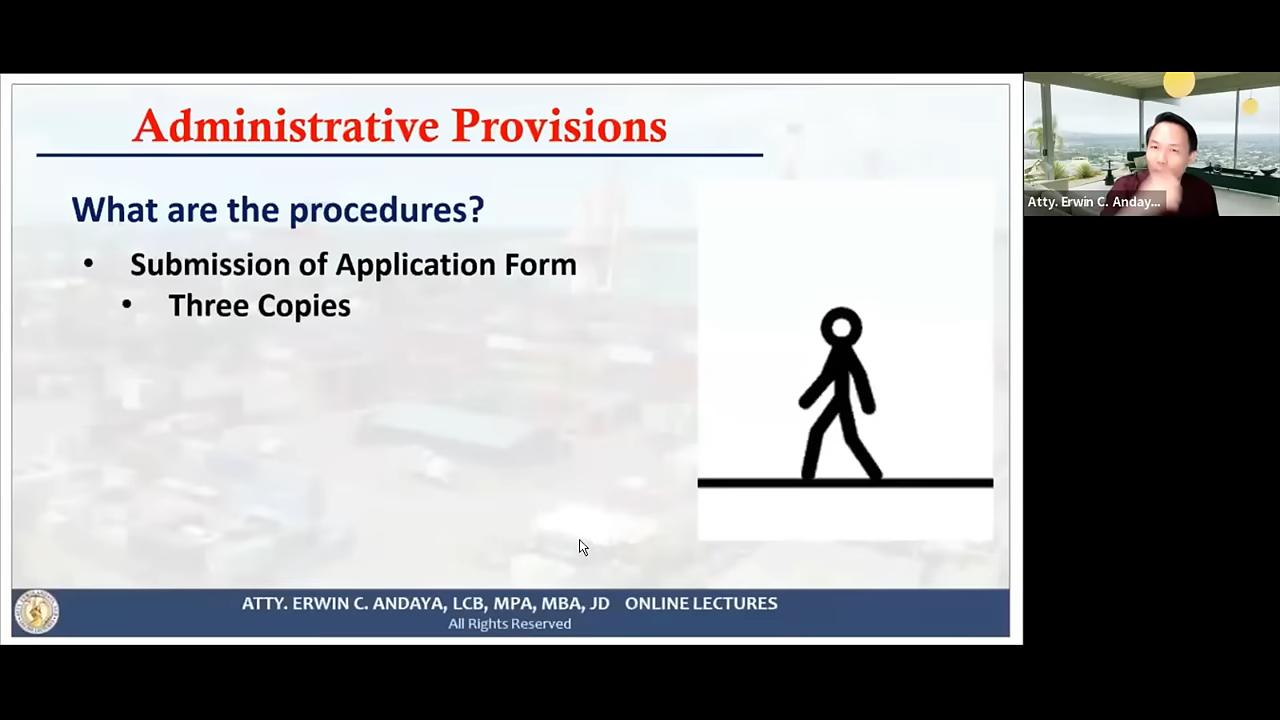 Administrative Provisions
What are the procedures?
• Submission of Application Form
• Three Copies
ATTY. ERWIN C. ANDAYA, LCB, MPA, MBA, JD ONLINE LECTURES
All Rights Reserved
Atty. Erwin C. Anday...